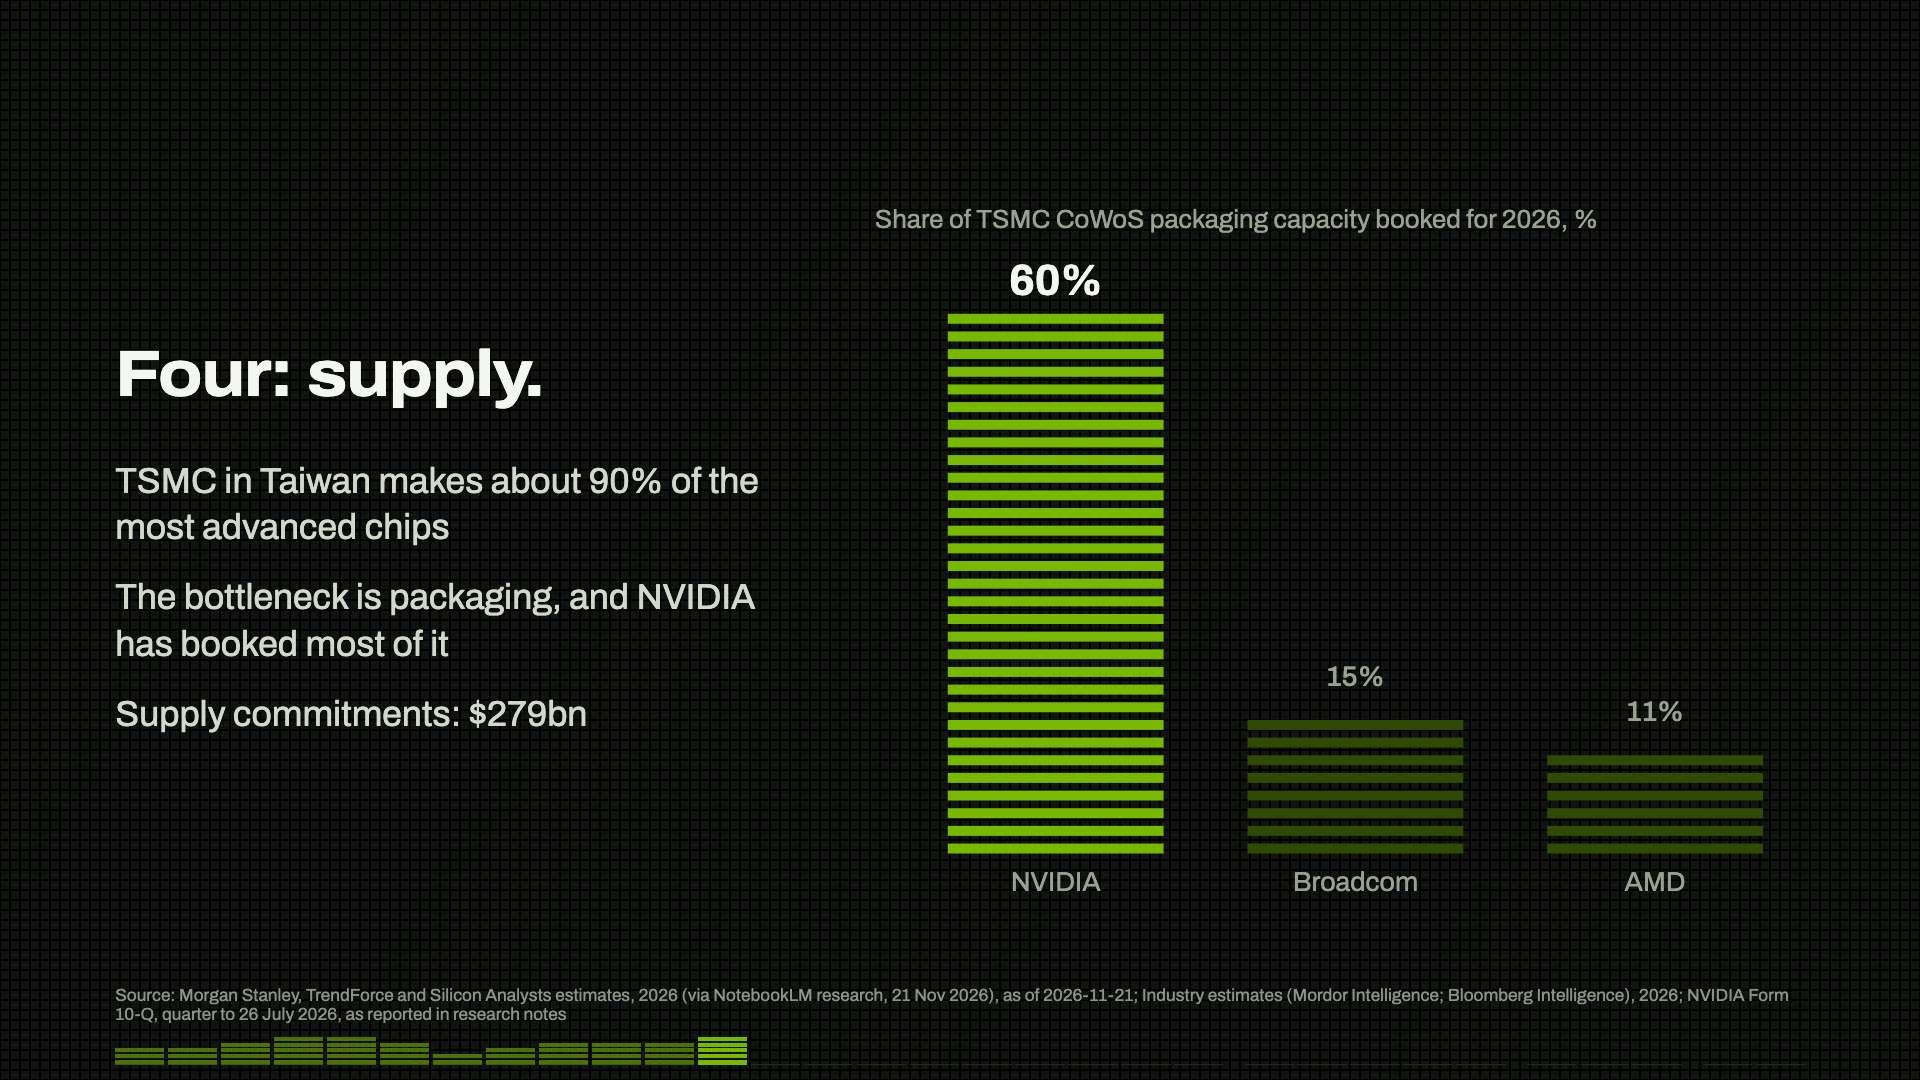 Share of TSMC CoWoS packaging capacity booked for 2026, %
60%
Four: supply.
TSMC in Taiwan makes about 90% of the
most advanced chips
The bottleneck is packaging, and NVIDIA
has booked most of it
15%
11%
Supply commitments: $279bn
NVIDIA
Broadcom
AMD
Source: Morgan Stanley, TrendForce and Silicon Analysts estimates, 2026 (via NotebookLM research, 21 Nov 2026), as of 2026-11-21; Industry estimates (Mordor Intelligence; Bloomberg Intelligence), 2026; NVIDIA Form
10-Q, quarter to 26 July 2026, as reported in research notes